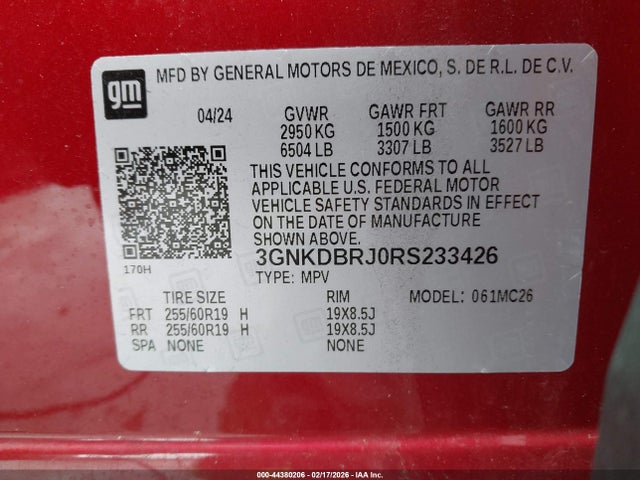 gm
MFD BY GENERAL MOTORS DE MEXICO, S. DE R.L. DE C.V.
04/24 GVWR GAWR FRT GAWR RR
2950 KG 1500 KG 1600 KG
6504 LB 3307 LB 3527 LB
THIS VEHICLE CONFORMS TO ALL
APPLICABLE U.S. FEDERAL MOTOR
VEHICLE SAFETY STANDARDS IN EFFECT
ON THE DATE OF MANUFACTURE
SHOWN ABOVE.
3GNKDBRJ0RS233426
170H
TYPE: MPV
TIRE SIZE RIM MODEL: 061MC26
FRT 255/60R19 H 19X8.5J
RR 255/60R19 H 19X8.5J
SPA NONE NONE
000-44380206 - 02/17/2026 - IAA Inc.